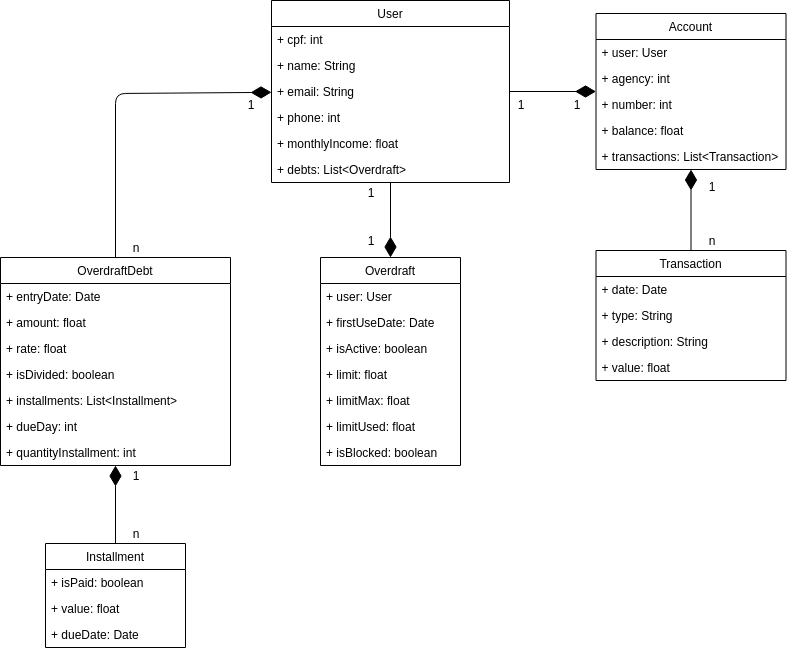 User
+ cpf: int
+ name: String
+ email: String
+ phone: int
+ monthlyIncome: float
+ debts: List<Overdraft>
Account
+ user: User
+ agency: int
+ number: int
+ balance: float
+ transactions: List<Transaction>
1
1
1
1
1
1
n
n
OverdraftDebt
+ entryDate: Date
+ amount: float
+ rate: float
+ isDivided: boolean
+ installments: List<Installment>
+ dueDay: int
+ quantityInstallment: int
Overdraft
+ user: User
+ firstUseDate: Date
+ isActive: boolean
+ limit: float
+ limitMax: float
+ limitUsed: float
+ isBlocked: boolean
Transaction
+ date: Date
+ type: String
+ description: String
+ value: float
1
n
Installment
+ isPaid: boolean
+ value: float
+ dueDate: Date